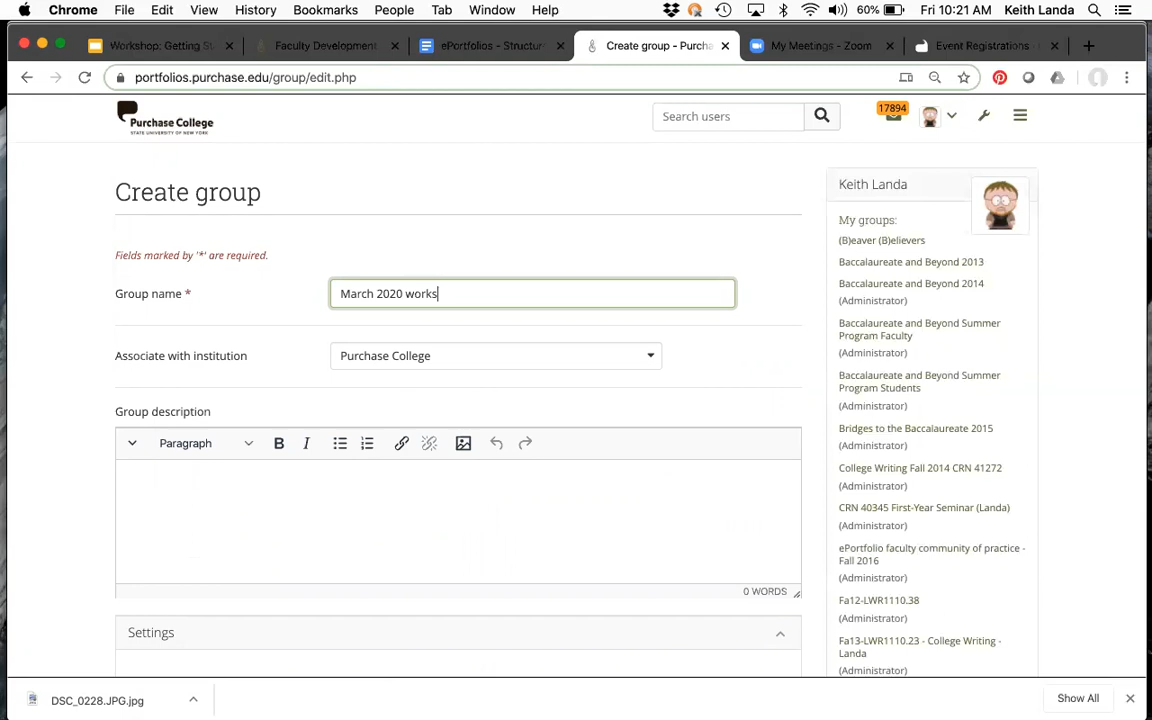 Chrome File Edit View History Bookmarks People Tab Window Help 60% Fri 10:21 AM Keith Landa
Workshop: Getting St Faculty Development ePortfolios - Structure Create group - Purcha My Meetings - Zoom Event Registrations
portfolios.purchase.edu/group/edit.php
Purchase College
STATE UNIVERSITY OF NEW YORK
Search users
17894
Create group
Fields marked by '*' are required.
Group name *
March 2020 works
Associate with institution
Purchase College
Group description
Paragraph B I
0 WORDS
Settings
Keith Landa
My groups:
(B)eaver (B)elievers
Baccalaureate and Beyond 2013
Baccalaureate and Beyond 2014
(Administrator)
Baccalaureate and Beyond Summer
Program Faculty
(Administrator)
Baccalaureate and Beyond Summer
Program Students
(Administrator)
Bridges to the Baccalaureate 2015
(Administrator)
College Writing Fall 2014 CRN 41272
(Administrator)
CRN 40345 First-Year Seminar (Landa)
(Administrator)
ePortfolio faculty community of practice -
Fall 2016
(Administrator)
Fa12-LWR1110.38
(Administrator)
Fa13-LWR1110.23 - College Writing -
Landa
(Administrator)
DSC_0228.JPG.jpg
Show All